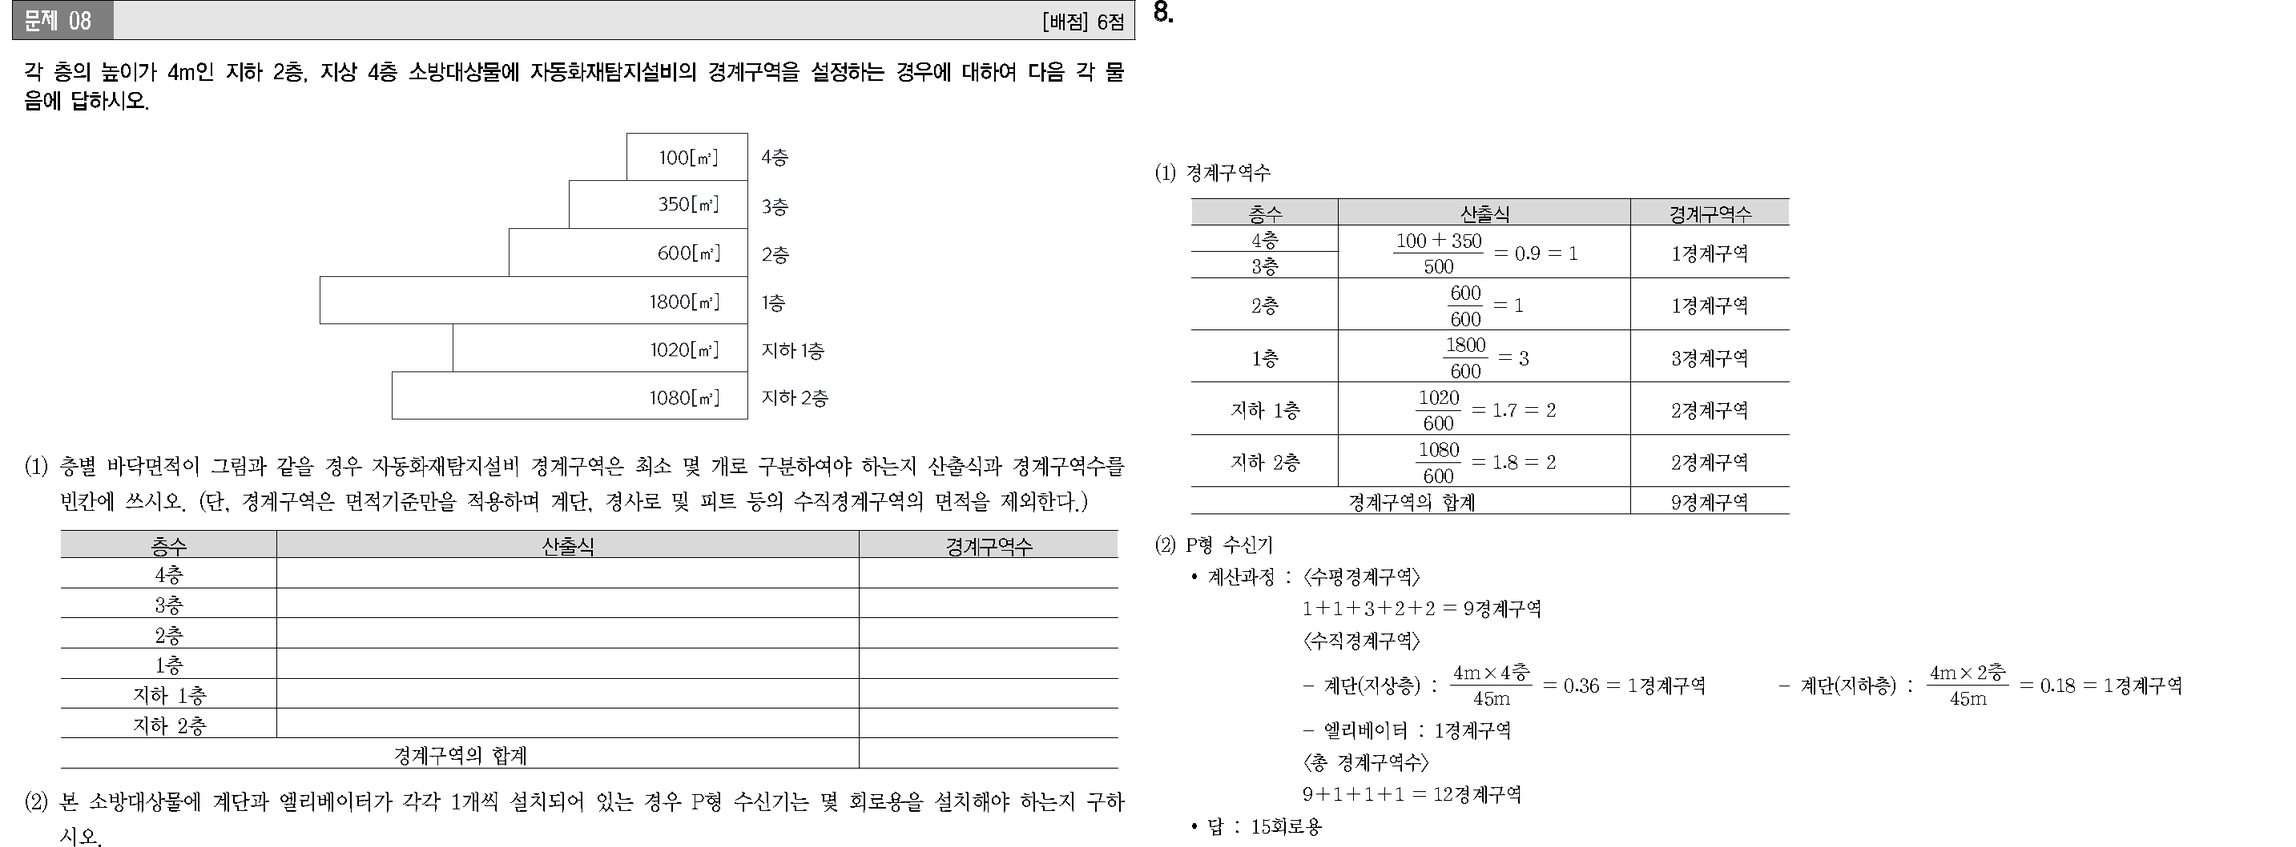 문제 08
[배점] 6점
각 층의 높이가 4m인 지하 2층, 지상 4층 소방대상물에 자동화재탐지설비의 경계구역을 설정하는 경우에 대하여 다음 각 물
음에 답하시오.
100[㎡] 4층
350[㎡] 3층
600[㎡] 2층
1800[㎡] 1층
1020[㎡] 지하 1층
1080[㎡] 지하 2층
(1) 층별 바닥면적이 그림과 같을 경우 자동화재탐지설비 경계구역은 최소 몇 개로 구분하여야 하는지 산출식과 경계구역수를
빈칸에 쓰시오. (단, 경계구역은 면적기준만을 적용하며 계단, 경사로 및 피트 등의 수직경계구역의 면적을 제외한다.)
층수 산출식 경계구역수
4층
3층
2층
1층
지하 1층
지하 2층
경계구역의 합계
(2) 본 소방대상물에 계단과 엘리베이터가 각각 1개씩 설치되어 있는 경우 P형 수신기는 몇 회로용을 설치해야 하는지 구하
시오.
8.
(1) 경계구역수
층수 산출식 경계구역수
4층
3층
100 + 350
500
= 0.9 = 1
1경계구역
2층
600
600
= 1
1경계구역
1층
1800
600
= 3
3경계구역
지하 1층
1020
600
= 1.7 = 2
2경계구역
지하 2층
1080
600
= 1.8 = 2
2경계구역
경계구역의 합계 9경계구역
(2) P형 수신기
• 계산과정 : 〈수평경계구역〉
1+1+3+2+2 = 9경계구역
〈수직경계구역〉
- 계단(지상층) :
4m×4층
45m
= 0.36 = 1경계구역
- 계단(지하층) :
4m×2층
45m
= 0.18 = 1경계구역
- 엘리베이터 : 1경계구역
〈총 경계구역수〉
9+1+1+1 = 12경계구역
• 답 : 15회로용